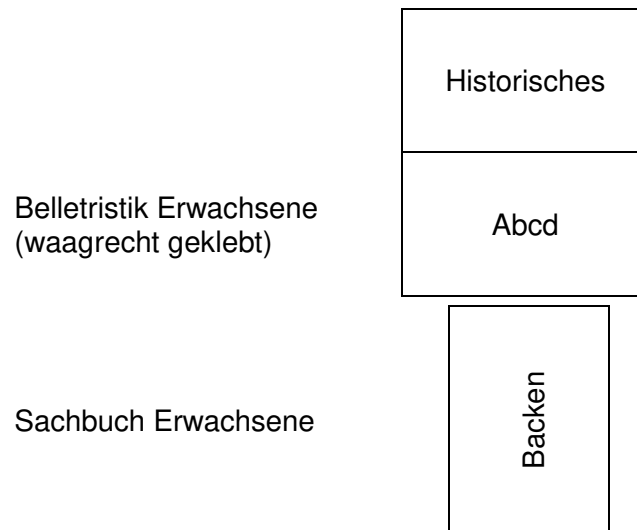 Historisches
Belletristik Erwachsene
(waagrecht geklebt)
Abcd
Sachbuch Erwachsene
Backen